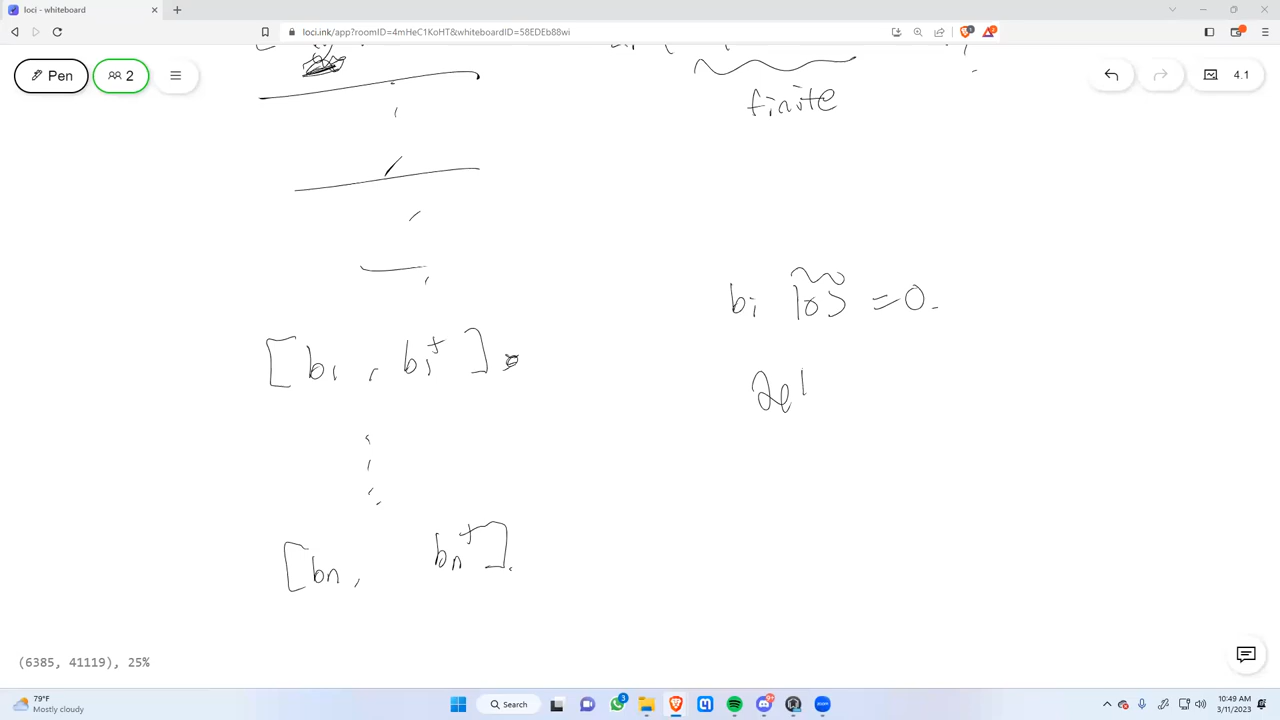 loci - whiteboard
loci.ink/app?roomID=4mHeC1KoHT&whiteboardID=58EDEb88wi
Pen
2
4.1
finite
bi |0> = 0.
[bi, bi+]
[bn, bn+].
(6385, 41119), 25%
79°F
Mostly cloudy
Search
3
10:49 AM
3/11/2023